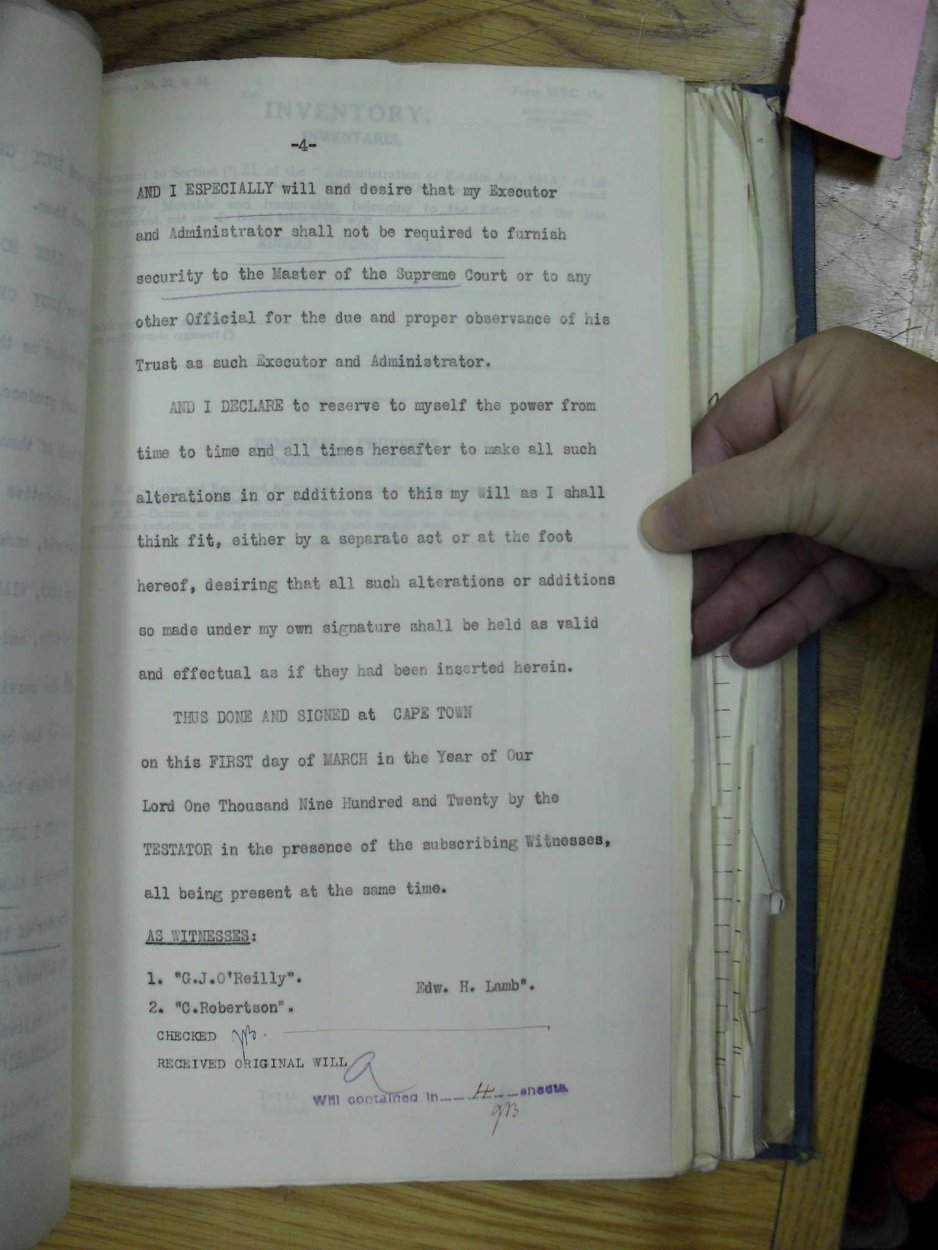 INVENTORY,
-4-
AND I ESPECIALLY will and desire that my Executor
and Administrator shall not be required to furnish
security to the Master of the Supreme Court or to any
other Official for the due and proper observance of his
Trust as such Executor and Administrator.
AND I DECLARE to reserve to myself the power from
time to time and all times hereafter to make all such
alterations in or additions to this my will as I shall
think fit, either by a separate act or at the foot
hereof, desiring that all such alterations or additions
so made under my own signature shall be held as valid
and effectual as if they had been inserted herein.
THUS DONE AND SIGNED at CAPE TOWN
on this FIRST day of MARCH in the Year of Our
Lord One Thousand Nine Hundred and Twenty by the
TESTATOR in the presence of the subscribing Witnesses,
all being present at the same time.
AS WITNESSES:
1. "G.J.O'Reilly".
Edw. H. Lamb".
2. "C.Robertson".
CHECKED
RECEIVED ORIGINAL WILL
Will contained in 4 sheets
TOTAL